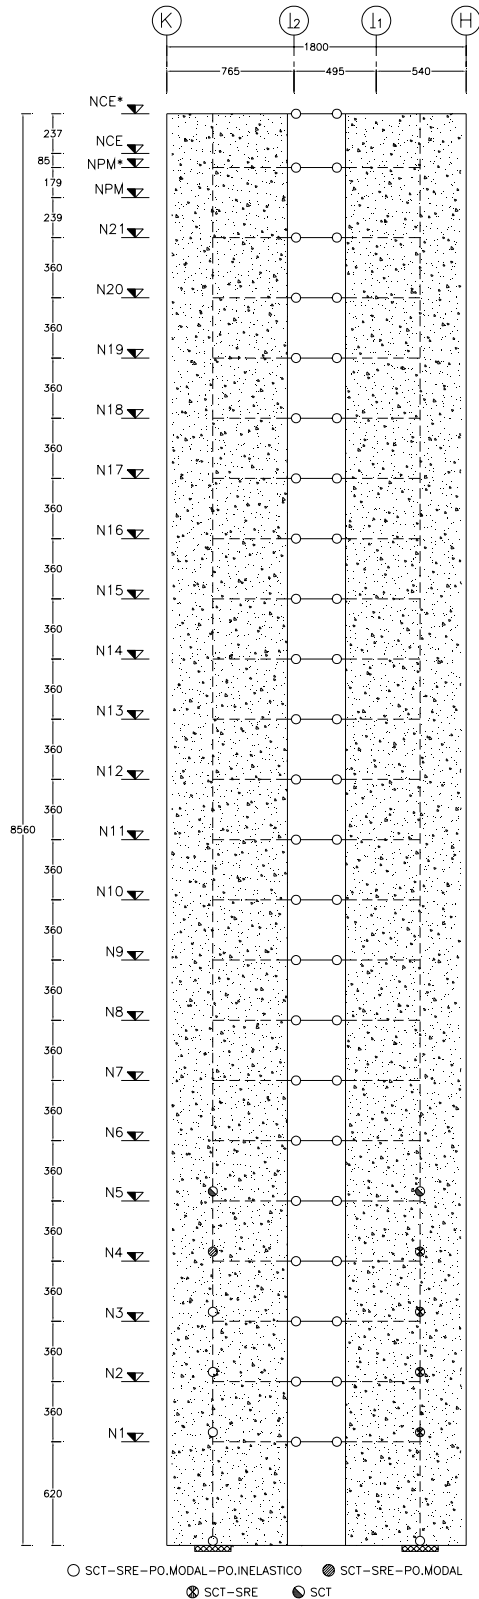 K I2 I1 H
1800
765 495 540
NCE*
237
NCE
85
NPM*
179
NPM
239
N21
360
N20
360
N19
360
N18
360
N17
360
N16
360
N15
360
N14
360
N13
360
N12
360
8560
N11
360
N10
360
N9
360
N8
360
N7
360
N6
360
N5
360
N4
360
N3
360
N2
360
N1
620
SCT-SRE-PO.MODAL-PO.INELASTICO SCT-SRE-PO.MODAL
SCT-SRE SCT